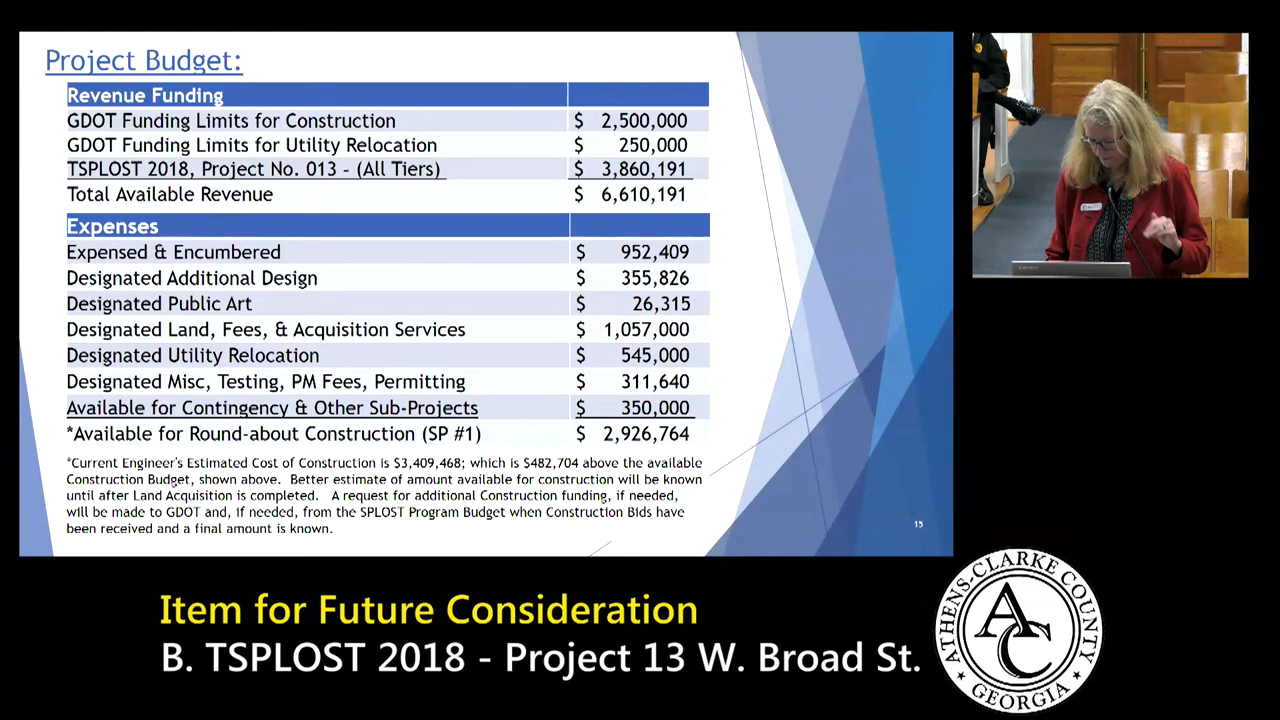 Project Budget:
Revenue Funding
GDOT Funding Limits for Construction $ 2,500,000
GDOT Funding Limits for Utility Relocation $ 250,000
TSPLOST 2018, Project No. 013 – (All Tiers) $ 3,860,191
Total Available Revenue $ 6,610,191
Expenses
Expensed & Encumbered $ 952,409
Designated Additional Design $ 355,826
Designated Public Art $ 26,315
Designated Land, Fees, & Acquisition Services $ 1,057,000
Designated Utility Relocation $ 545,000
Designated Misc, Testing, PM Fees, Permitting $ 311,640
Available for Contingency & Other Sub-Projects $ 350,000
*Available for Round-about Construction (SP #1) $ 2,926,764
*Current Engineer's Estimated Cost of Construction is $3,409,468; which is $482,704 above the available
Construction Budget, shown above. Better estimate of amount available for construction will be known
until after Land Acquisition is completed. A request for additional Construction funding, if needed,
will be made to GDOT and, if needed, from the SPLOST Program Budget when Construction Bids have
been received and a final amount is known.
15
Item for Future Consideration
B. TSPLOST 2018 - Project 13 W. Broad St.
ATHENS-CLARKE COUNTY
AC
GEORGIA